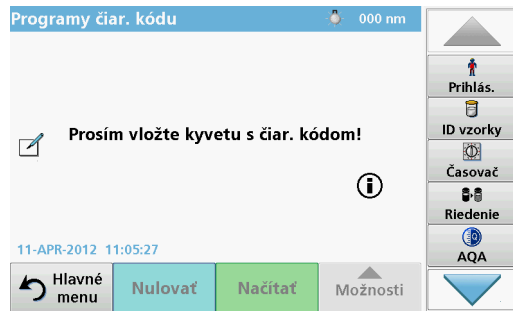 Programy čiar. kódu
000 nm
Prosím vložte kyvetu s čiar. kódom!
11-APR-2012 11:05:27
Hlavné
menu
Nulovať
Načítať
Možnosti
Prihlás.
ID vzorky
Časovač
Riedenie
AQA